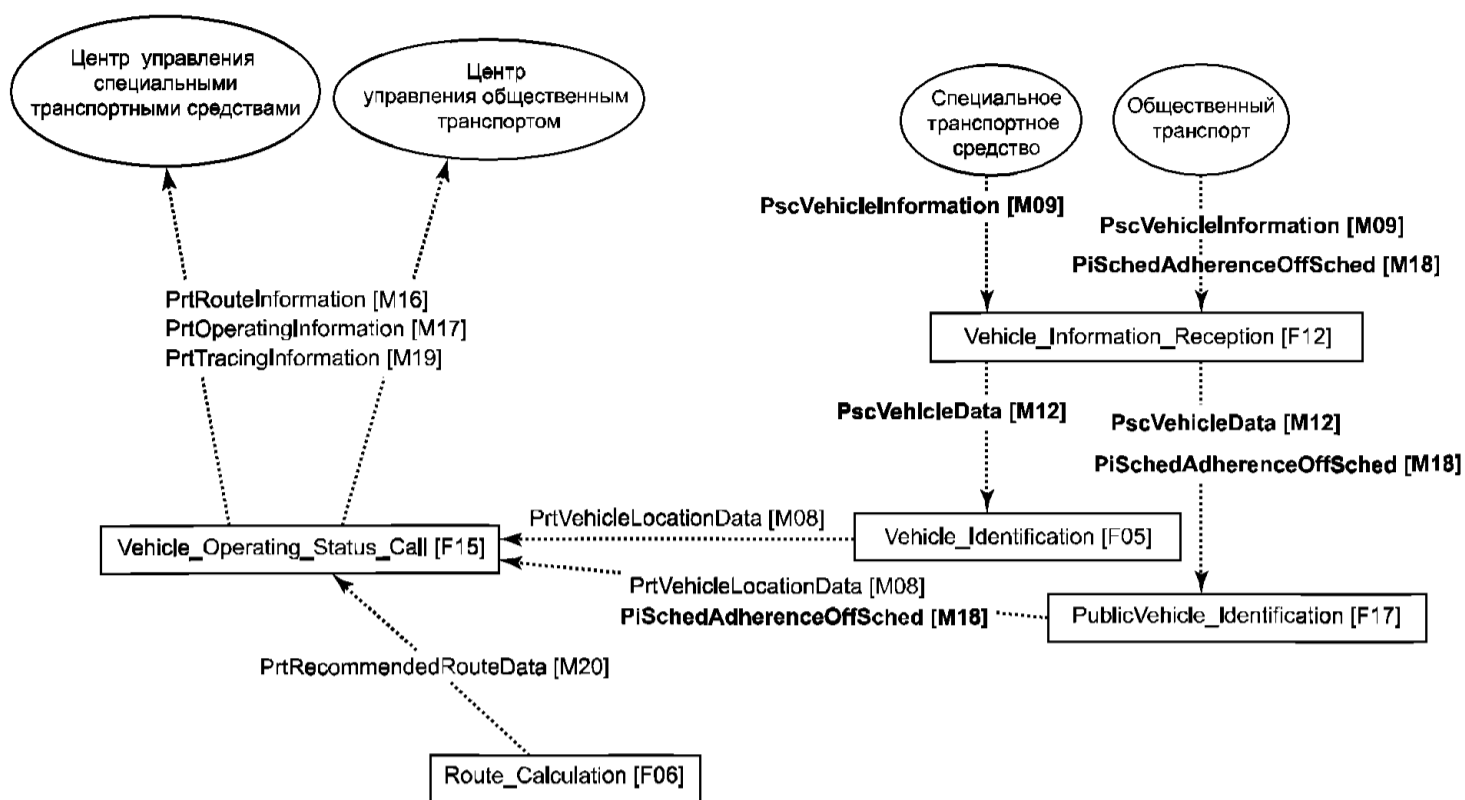 Центр управления
специальными
транспортными средствами
Центр
управления общественным
транспортом
Специальное
транспортное
средство
Общественный
транспорт
PscVehicleInformation [M09]
PscVehicleInformation [M09]
PiSchedAdherenceOffSched [M18]
PrtRouteInformation [M16]
PrtOperatingInformation [M17]
PrtTracingInformation [M19]
Vehicle_Information_Reception [F12]
PscVehicleData [M12]
PscVehicleData [M12]
PiSchedAdherenceOffSched [M18]
PrtVehicleLocationData [M08]
Vehicle_Operating_Status_Call [F15]
Vehicle_Identification [F05]
PrtVehicleLocationData [M08]
PiSchedAdherenceOffSched [M18]
PublicVehicle_Identification [F17]
PrtRecommendedRouteData [M20]
Route_Calculation [F06]